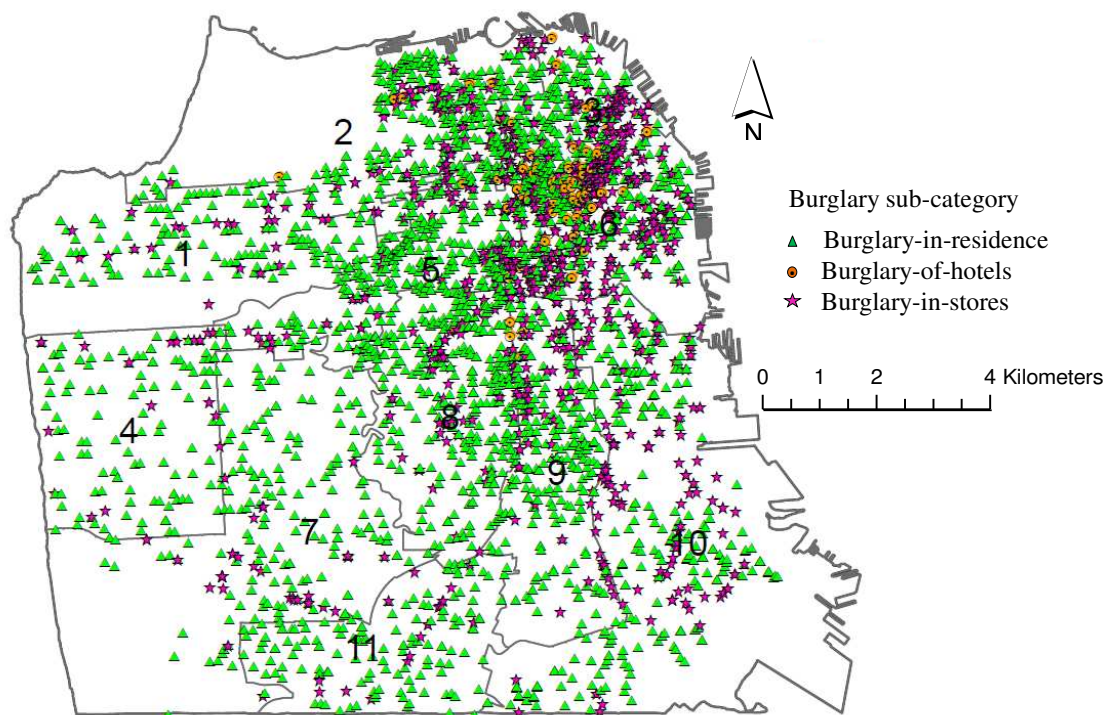 2
3
N
Burglary sub-category
6
Burglary-in-residence
1
5
Burglary-of-hotels
Burglary-in-stores
0 1 2 4 Kilometers
8
4
9
7
10
11